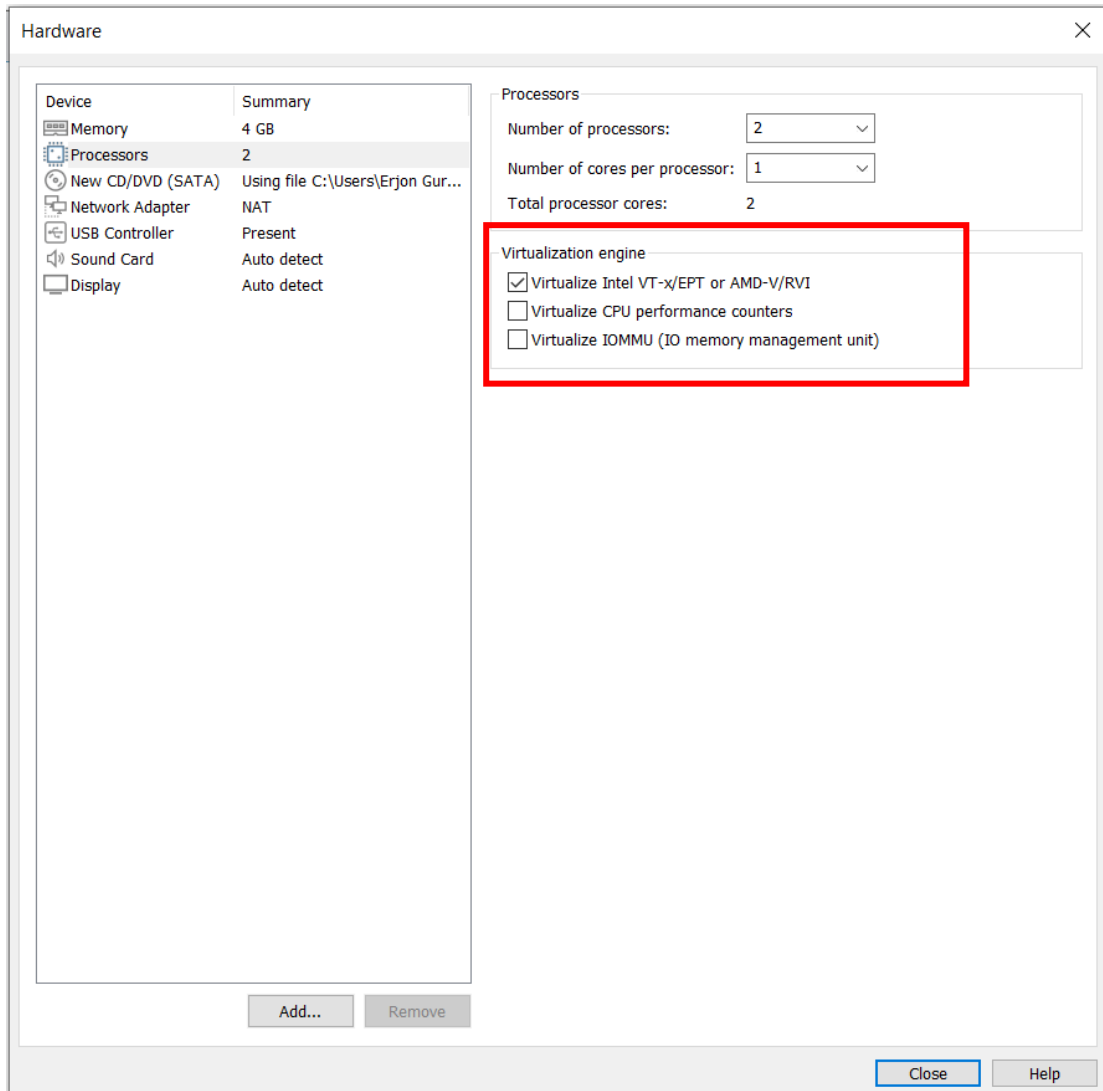 Hardware
Device Summary
Memory 4 GB
Processors 2
New CD/DVD (SATA) Using file C:\Users\Erjon Gur...
Network Adapter NAT
USB Controller Present
Sound Card Auto detect
Display Auto detect
Add... Remove
Processors
Number of processors: 2
Number of cores per processor: 1
Total processor cores: 2
Virtualization engine
Virtualize Intel VT-x/EPT or AMD-V/RVI
Virtualize CPU performance counters
Virtualize IOMMU (IO memory management unit)
Close Help